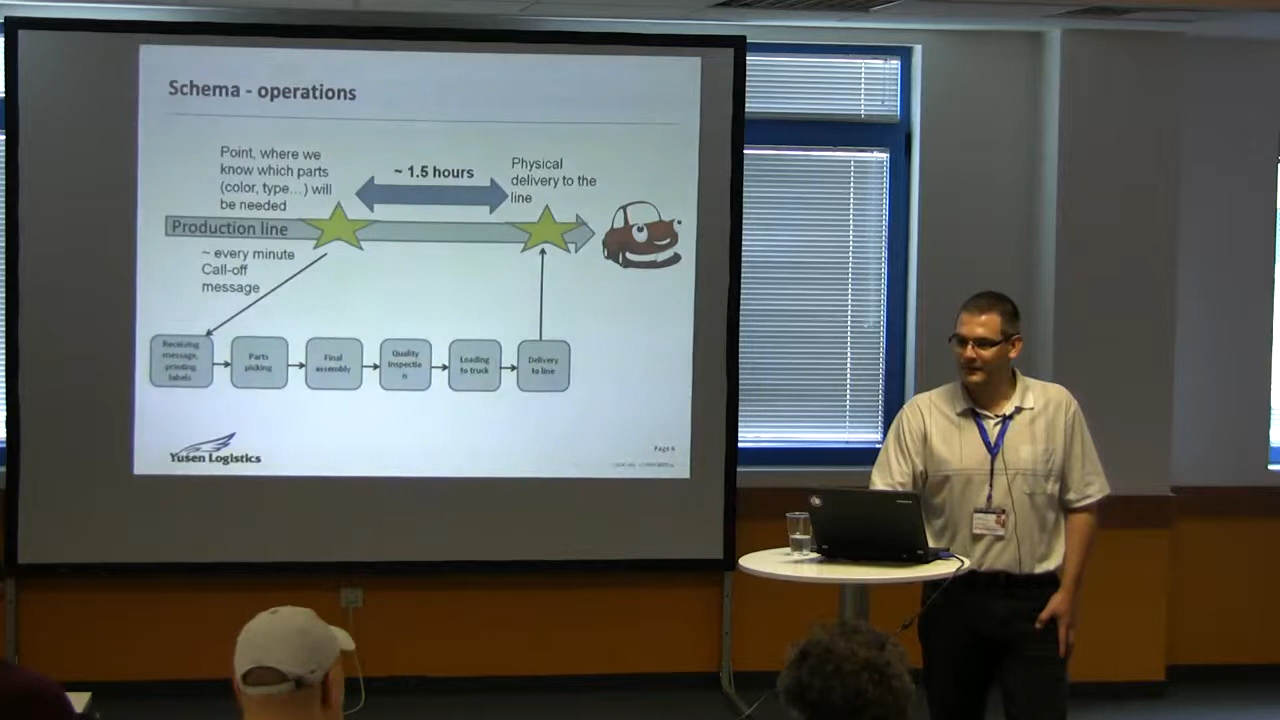 Schema - operations
Point, where we
know which parts
(color, type...) will
be needed
~ 1.5 hours
Physical
delivery to the
line
Production line
~ every minute
Call-off
message
Receiving
message,
printing
labels
Parts
picking
Final
assembly
Quality
Inspectio
n
Loading
to truck
Delivery
to line
Yusen Logistics
Page 6